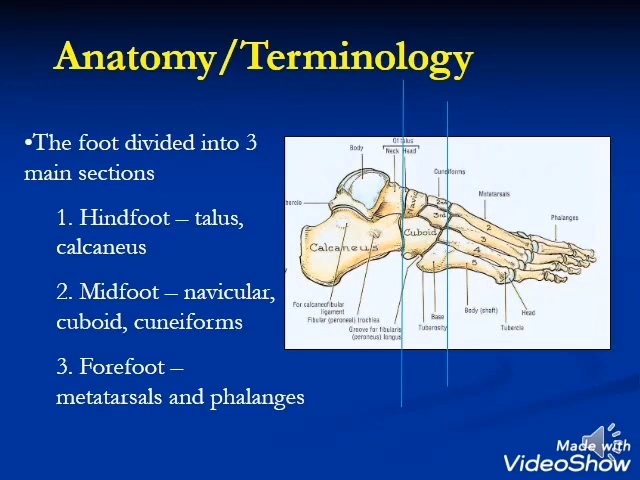 Anatomy/Terminology
•The foot divided into 3
main sections
1. Hindfoot – talus,
calcaneus
2. Midfoot – navicular,
cuboid, cuneiforms
3. Forefoot –
metatarsals and phalanges
Of talus
Body
Neck Head
Cuneiforms
Metatarsals
Phalanges
2nd
3rd
Calcaneus
Cuboid
2
3
4
5
For calcaneofibular
ligament
Fibular (peroneal) trochlea
Groove for fibularis
(peroneus) longus
Base
Tuberosity
Body (shaft)
Head
Tubercle
Made with
VideoShow